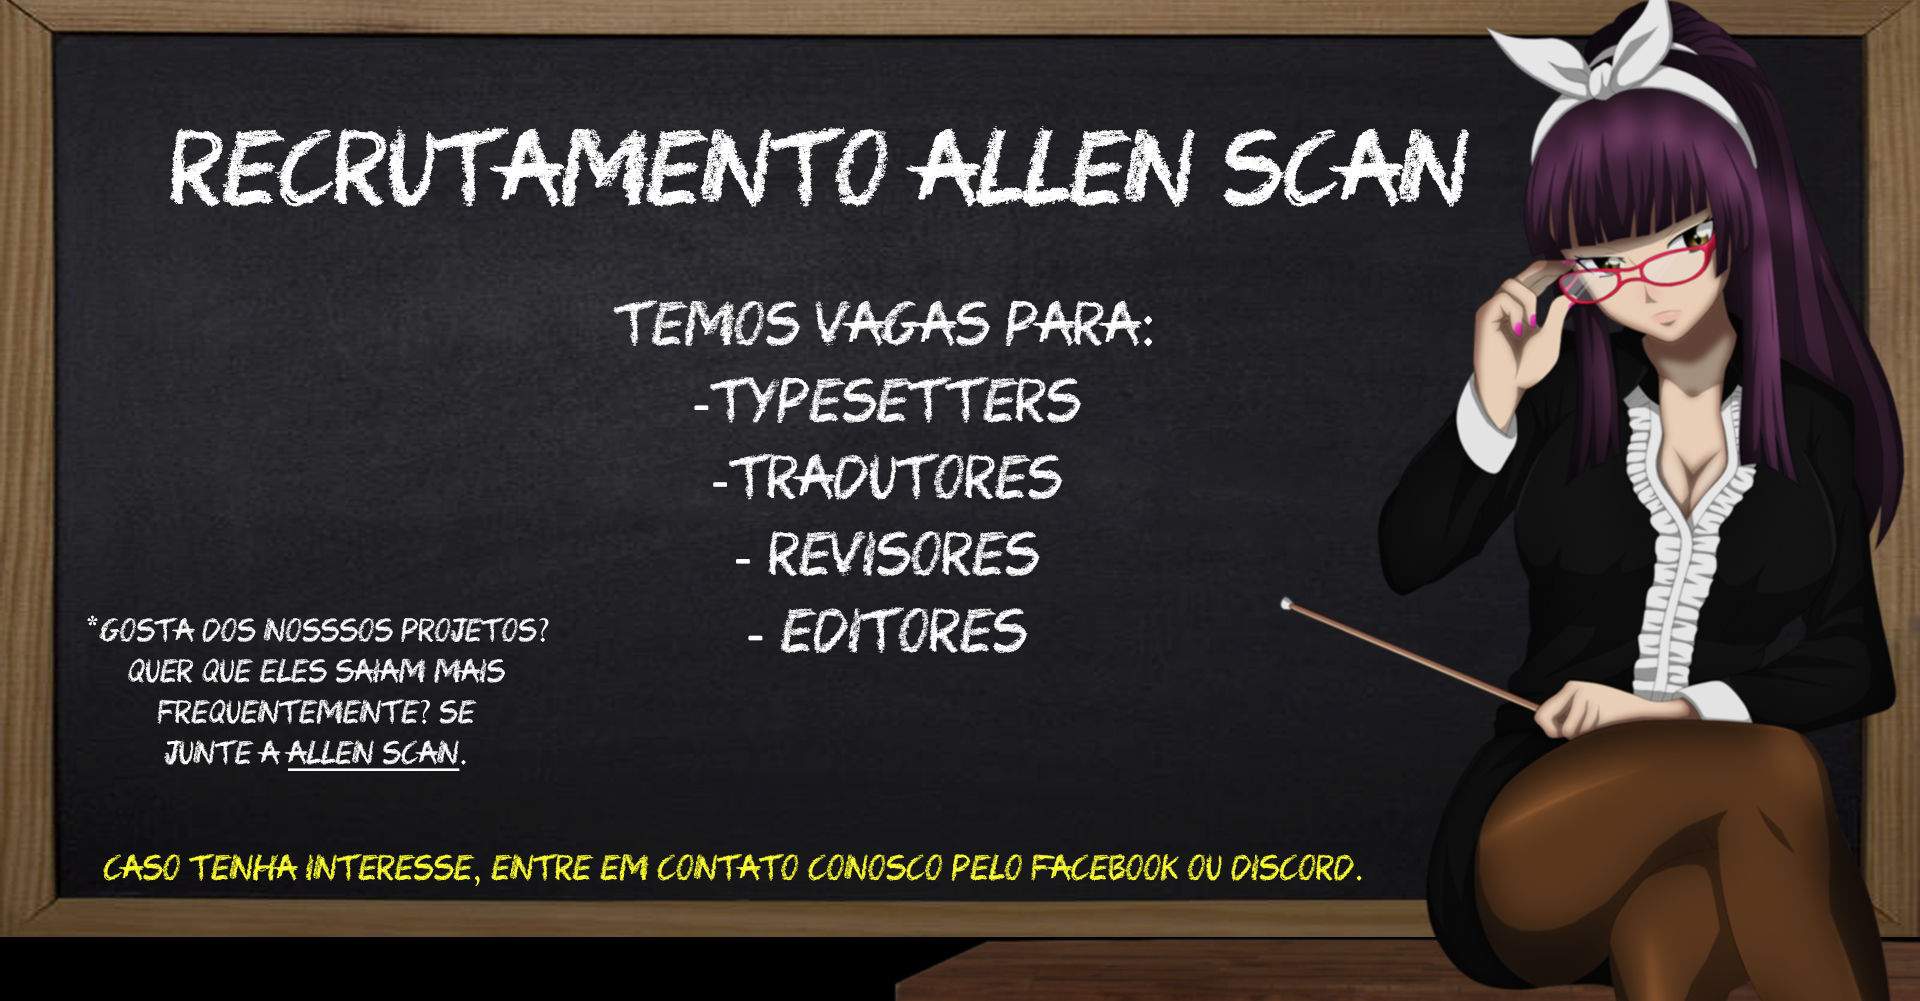 RECRUTAMENTO ALLEN SCAN
TEMOS VAGAS PARA:
-TYPESETTERS
-TRADUTORES
- REVISORES
- EDITORES
*GOSTA DOS NOSSSOS PROJETOS?
QUER QUE ELES SAIAM MAIS
FREQUENTEMENTE? SE
JUNTE A ALLEN SCAN.
CASO TENHA INTERESSE, ENTRE EM CONTATO CONOSCO PELO FACEBOOK OU DISCORD.